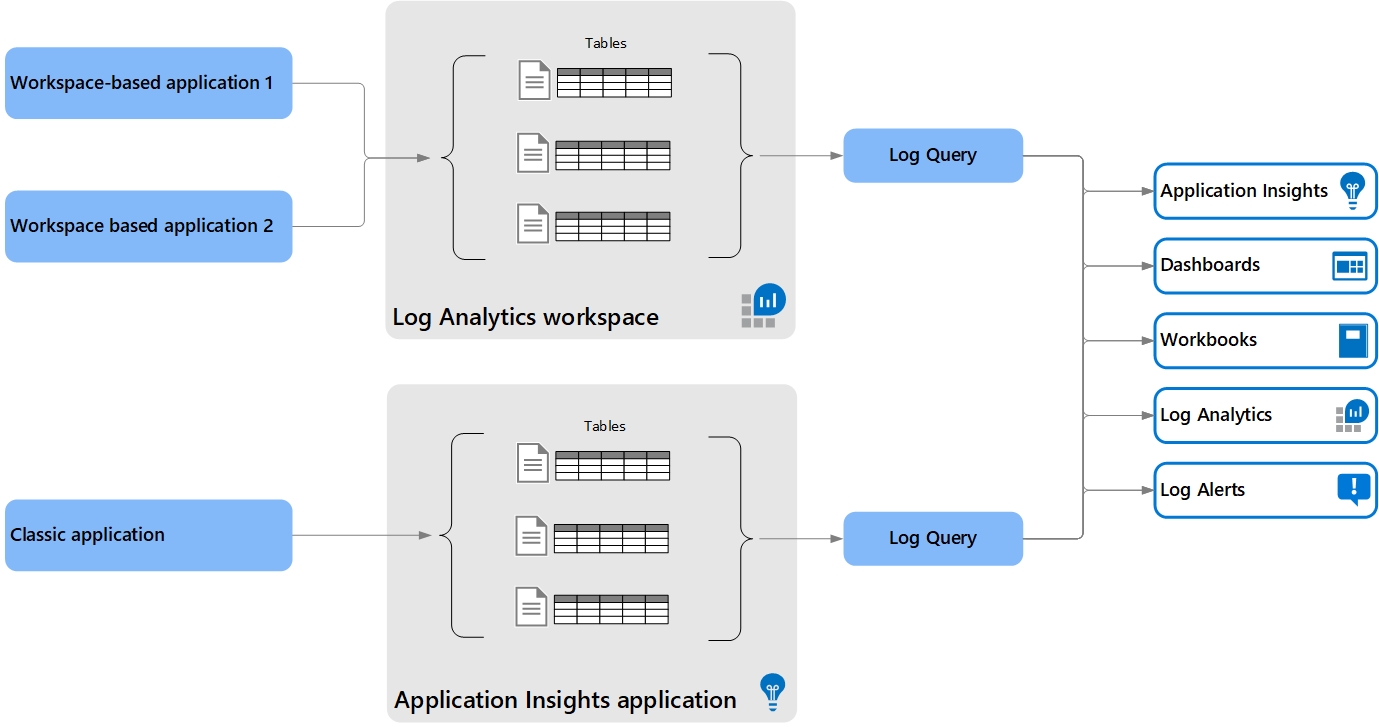 Workspace-based application 1
Workspace based application 2
Tables
Log Analytics workspace
Log Query
Classic application
Tables
Application Insights application
Log Query
Application Insights
Dashboards
Workbooks
Log Analytics
Log Alerts